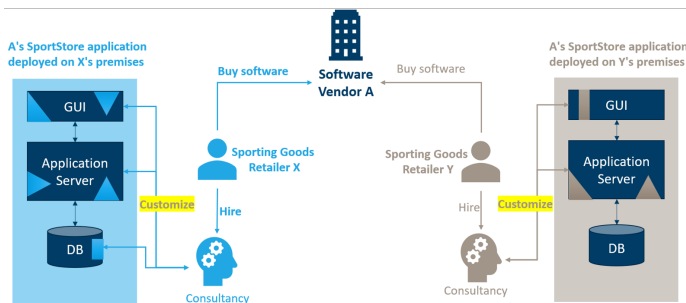 A's SportStore application
deployed on X's premises
GUI
Application
Server
DB
Customize
Buy software
Sporting Goods
Retailer X
Hire
Consultancy
Software
Vendor A
Buy software
Sporting Goods
Retailer Y
Hire
Consultancy
Customize
A's SportStore application
deployed on Y's premises
GUI
Application
Server
DB